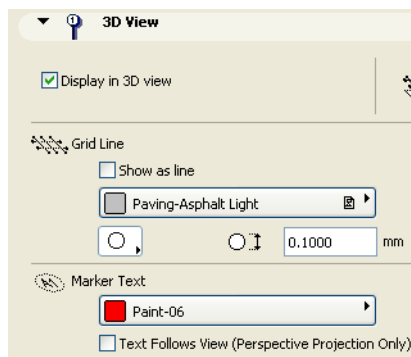 3D View
Display in 3D view
Grid Line
Show as line
Paving-Asphalt Light
0.1000 mm
Marker Text
Paint-06
Text Follows View (Perspective Projection Only)